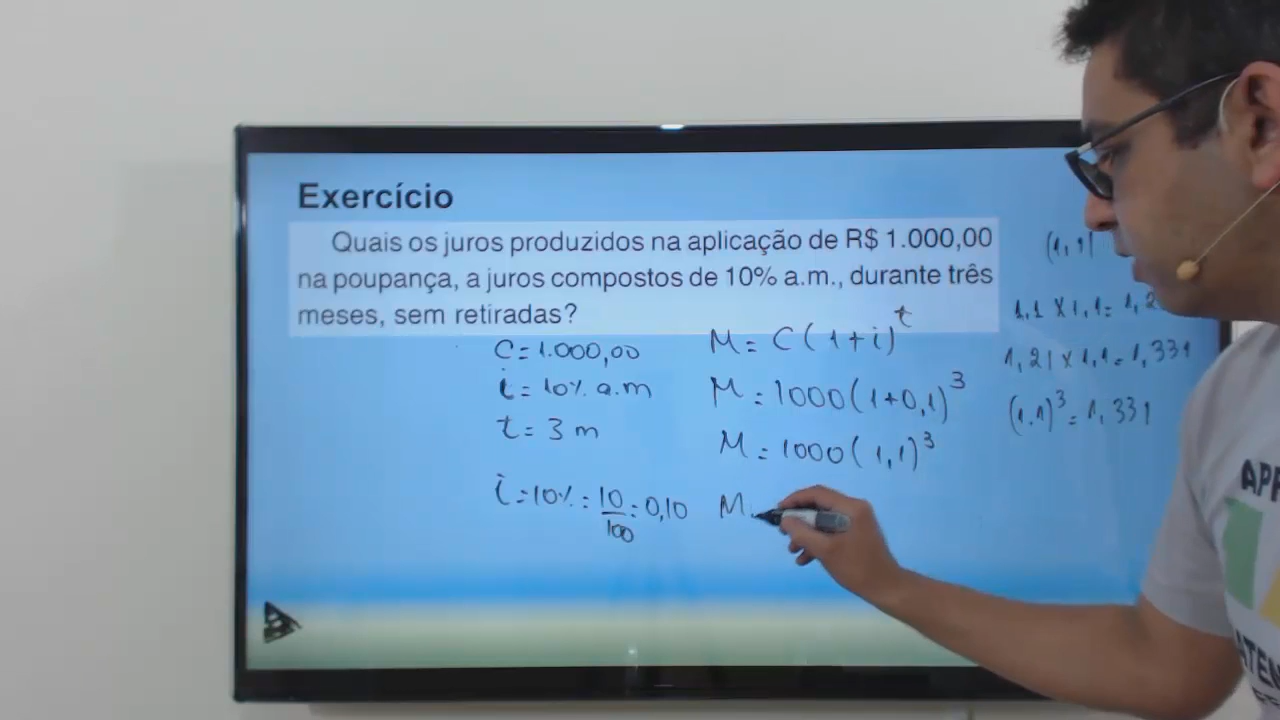 Exercício
Quais os juros produzidos na aplicação de R$ 1.000,00
na poupança, a juros compostos de 10% a.m., durante três
meses, sem retiradas?
C = 1.000,00
i = 10% a.m
t = 3 m
i = 10% = 10/100 = 0,10
M = C(1+i)^t
M = 1000(1+0,1)^3
M = 1000(1,1)^3
M
(1,1
1,1 x 1,1 = 1,2
1,21 x 1,1 = 1,331
(1.1)^3 = 1,331